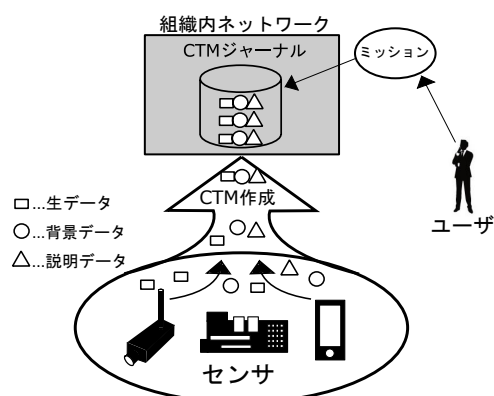 組織内ネットワーク
CTMジャーナル
ミッション
CTM作成
□…生データ
○…背景データ
△…説明データ
ユーザ
センサ